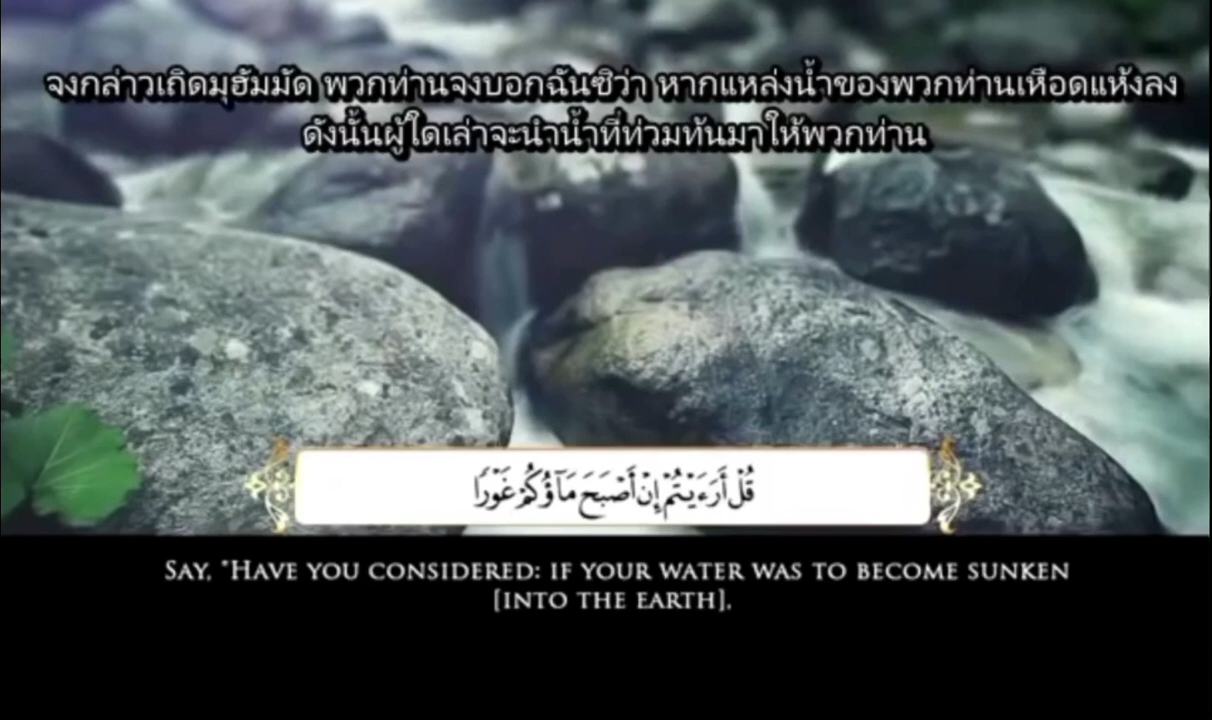 จงกล่าวเถิดมุฮัมมัด พวกท่านจงบอกฉันซิว่า หากแหล่งน้ำของพวกท่านเหือดแห้งลง
ดังนั้นผู้ใดเล่าจะนำน้ำที่ท่วมท้นมาให้พวกท่าน
قُلْ أَرَءَيْتُمْ إِنْ أَصْبَحَ مَآؤُكُمْ غَوْرًا
SAY, "HAVE YOU CONSIDERED: IF YOUR WATER WAS TO BECOME SUNKEN
[INTO THE EARTH],